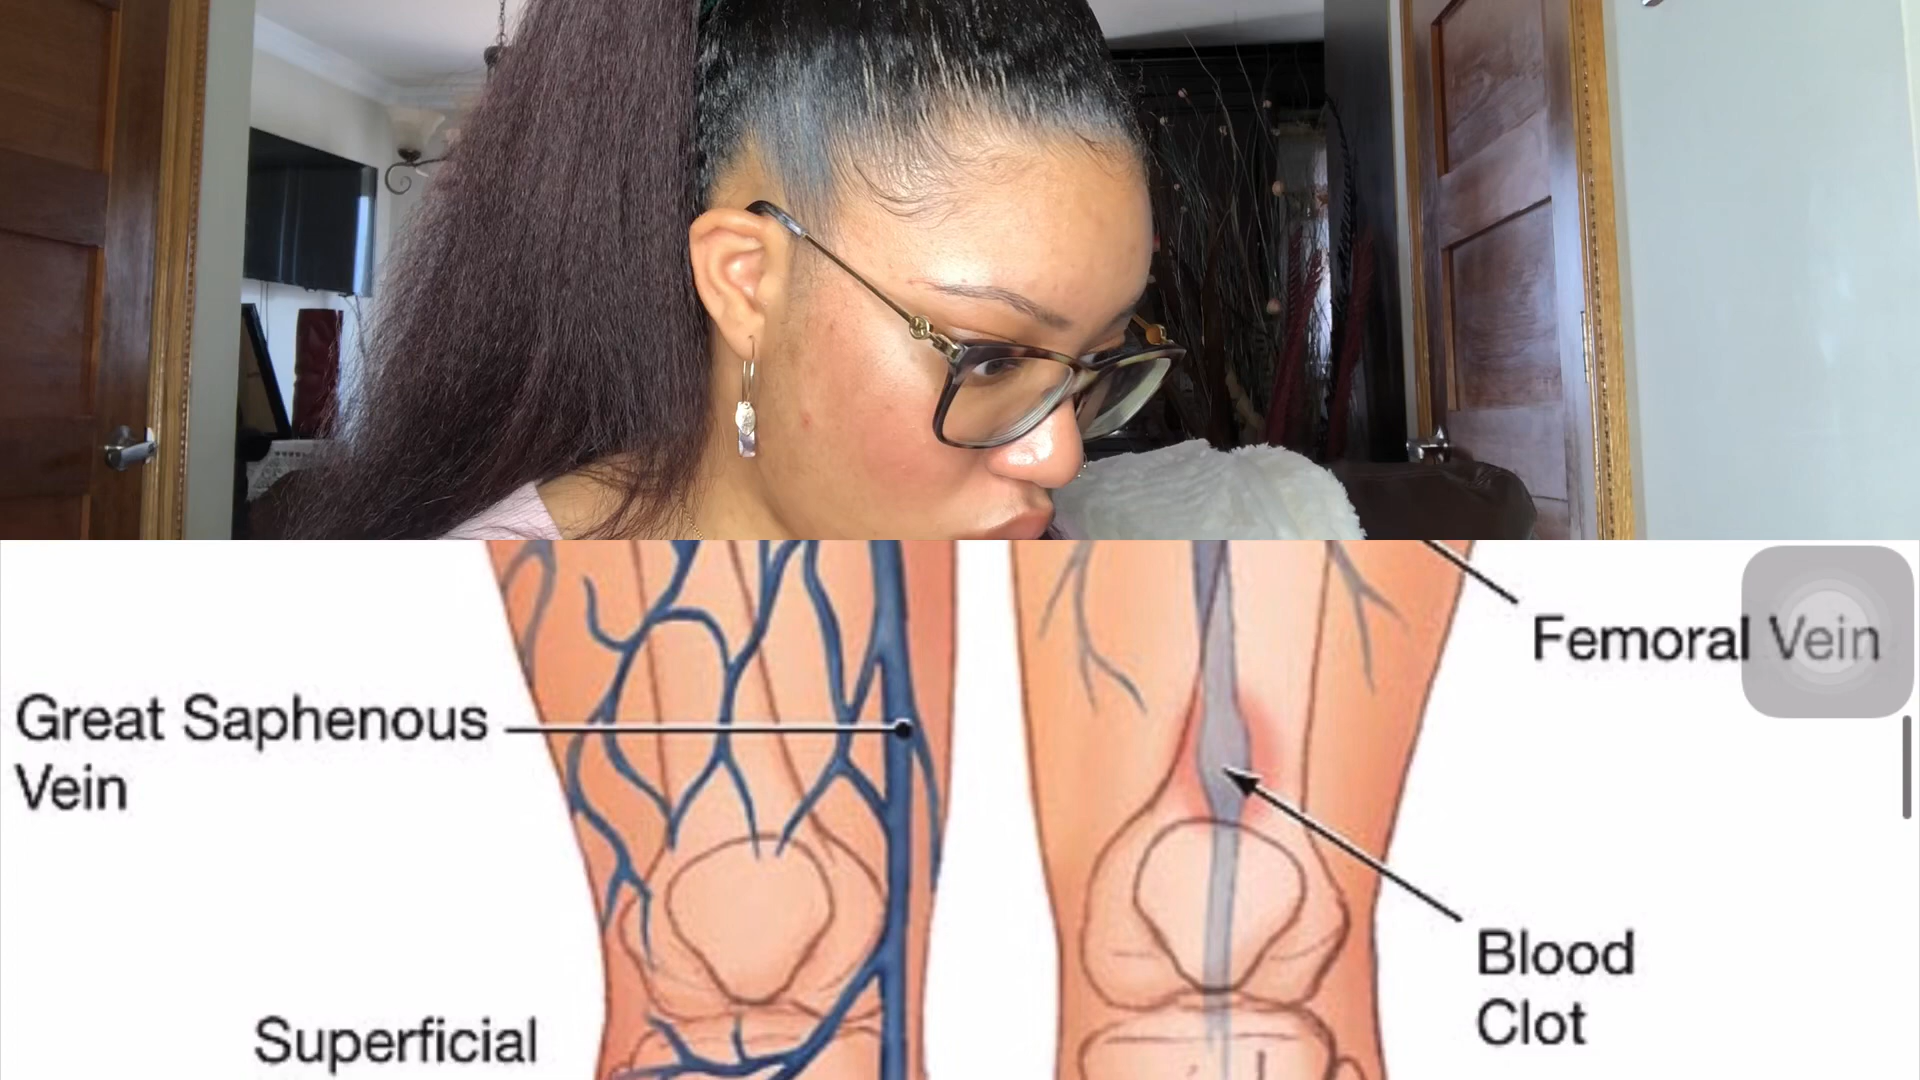 Great Saphenous
Vein
Femoral Vein
Blood
Clot
Superficial